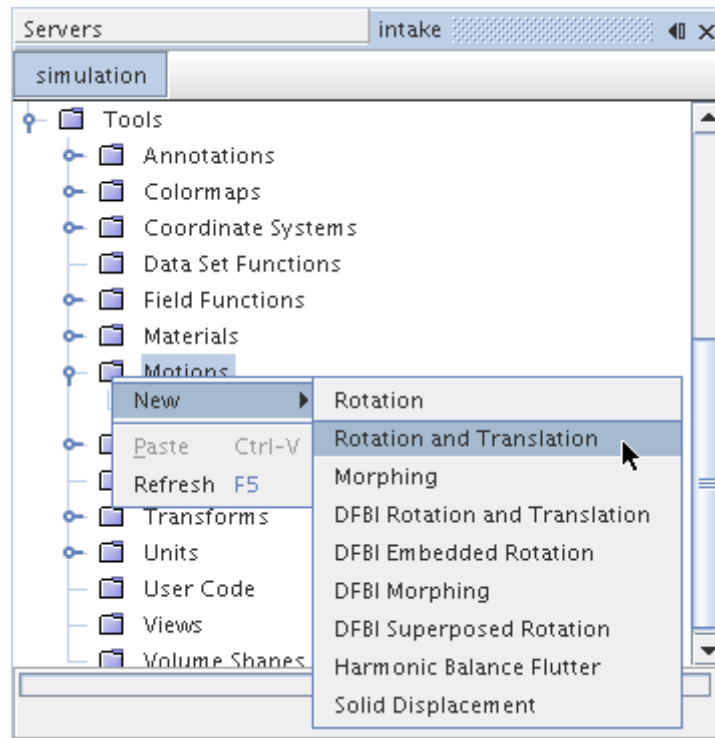 Servers
intake
simulation
Tools
Annotations
Colormaps
Coordinate Systems
Data Set Functions
Field Functions
Materials
Motions
New
Rotation
Paste Ctrl-V
Rotation and Translation
Refresh F5
Morphing
Transforms
DFBI Rotation and Translation
Units
DFBI Embedded Rotation
User Code
DFBI Morphing
Views
DFBI Superposed Rotation
Volume Shapes
Harmonic Balance Flutter
Solid Displacement